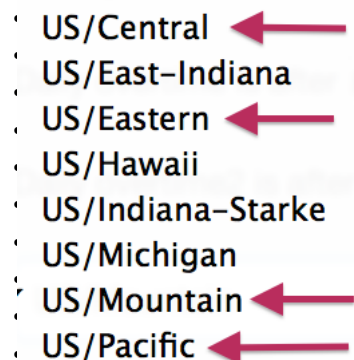 US/Central
US/East-Indiana
US/Eastern
US/Hawaii
US/Indiana-Starke
US/Michigan
US/Mountain
US/Pacific